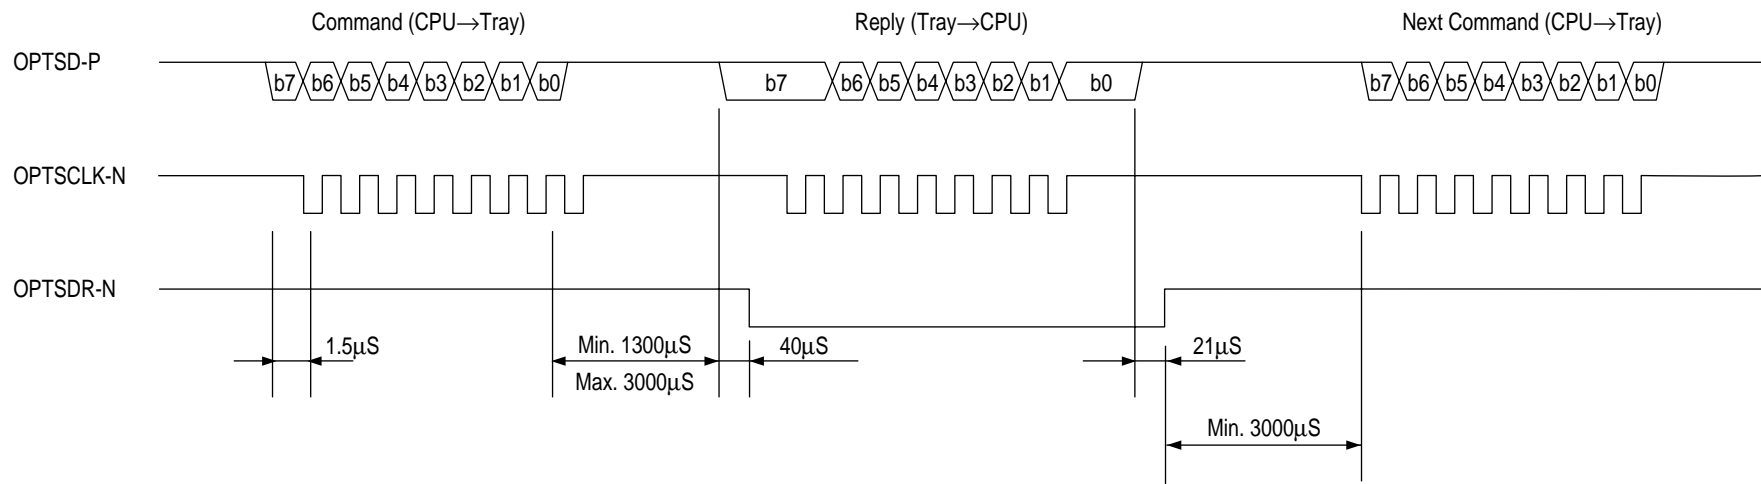 Command (CPU→Tray)
Reply (Tray→CPU)
Next Command (CPU→Tray)
OPTSD-P
b7 b6 b5 b4 b3 b2 b1 b0
b7 b6 b5 b4 b3 b2 b1 b0
b7 b6 b5 b4 b3 b2 b1 b0
OPTSCLK-N
OPTSDR-N
1.5μS
Min. 1300μS
Max. 3000μS
40μS
21μS
Min. 3000μS